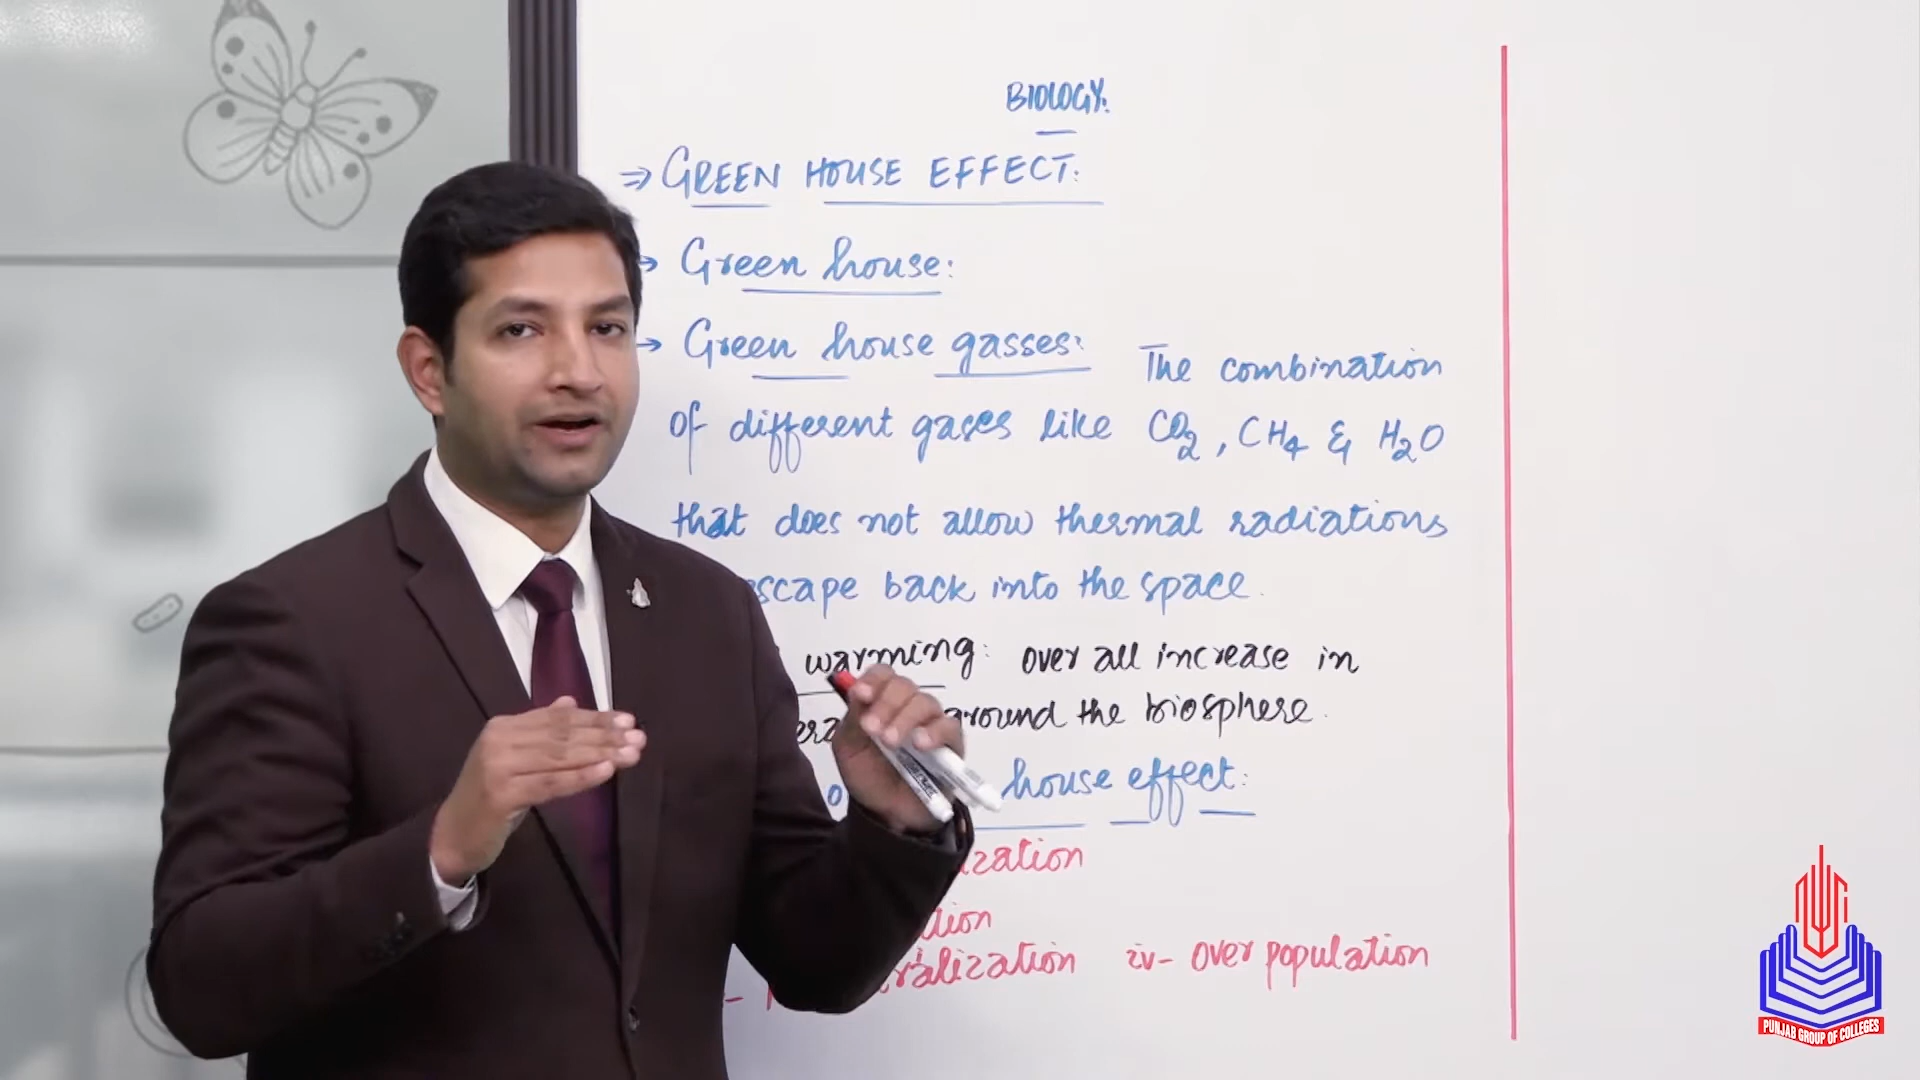 BIOLOGY.
⇒ GREEN HOUSE EFFECT:
→ Green house:
→ Green house gasses: The combination
of different gases like CO2, CH4 & H2O
that does not allow thermal radiations
escape back into the space.
warming: over all increase in
around the biosphere.
house effect:
iv- over population
PUNJAB GROUP OF COLLEGES